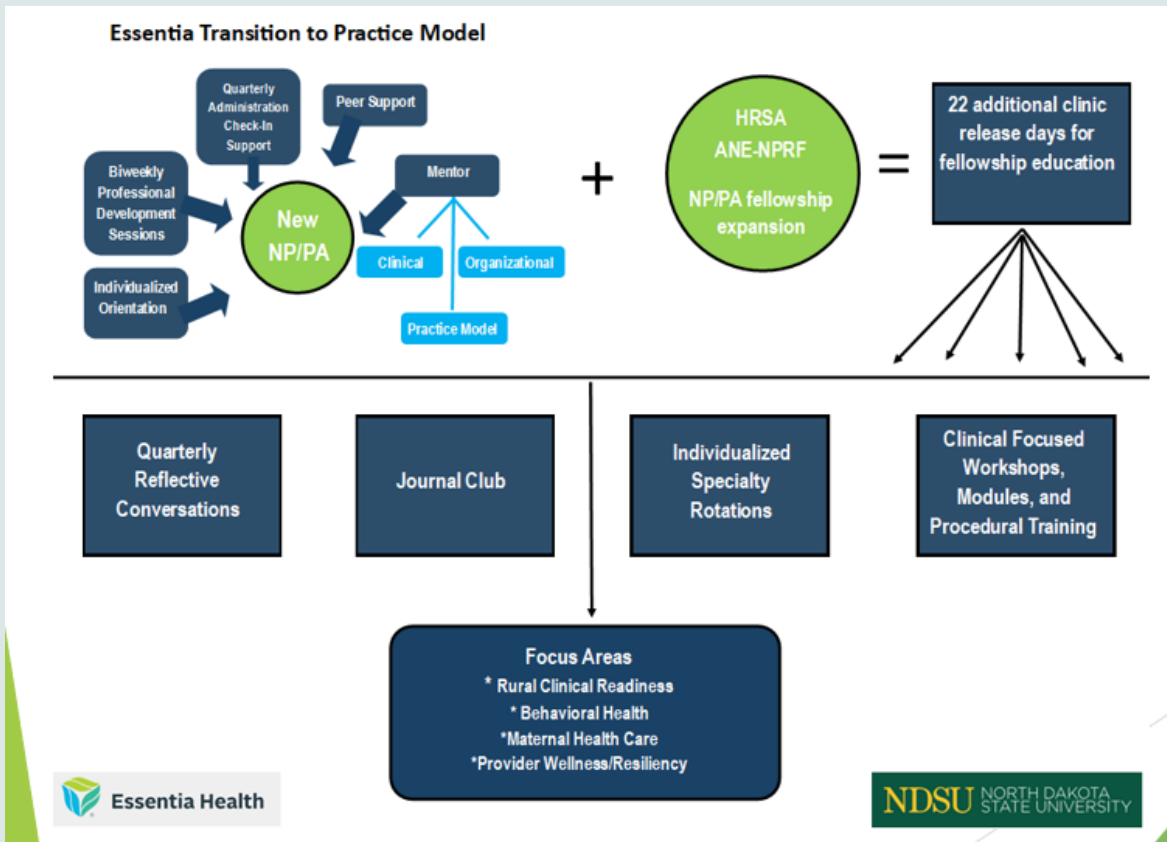 Essentia Transition to Practice Model
Quarterly
Administration
Check-In
Support
Peer Support
Biweekly
Professional
Development
Sessions
Mentor
New
NP/PA
Clinical
Organizational
Individualized
Orientation
Practice Model
+
HRSA
ANE-NPRF
NP/PA fellowship
expansion
=
22 additional clinic
release days for
fellowship education
Quarterly
Reflective
Conversations
Journal Club
Individualized
Specialty
Rotations
Clinical Focused
Workshops,
Modules, and
Procedural Training
Focus Areas
* Rural Clinical Readiness
* Behavioral Health
*Maternal Health Care
*Provider Wellness/Resiliency
Essentia Health
NDSU NORTH DAKOTA
STATE UNIVERSITY